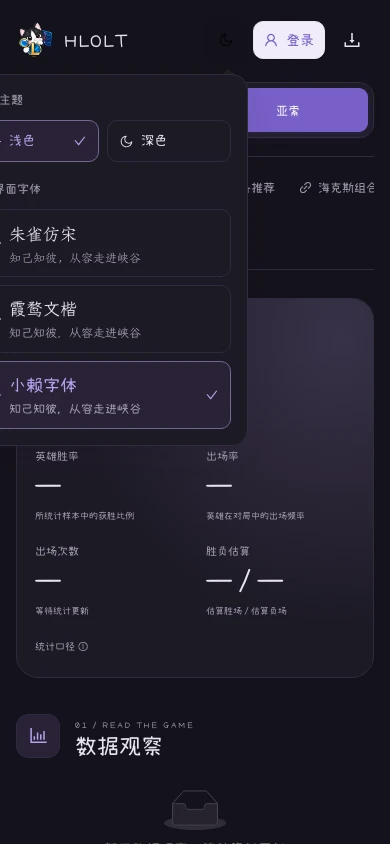 HLOLT
登录
主题
亚索
浅色
深色
界面字体
推荐
海克斯组合
朱雀仿宋
知己知彼，从容走进峡谷
霞鹜文楷
知己知彼，从容走进峡谷
小赖字体
知己知彼，从容走进峡谷
英雄胜率
出场率
—
—
所统计样本中的获胜比例
英雄在对局中的出场频率
出场次数
胜负估算
—
— / —
等待统计更新
估算胜场 / 估算负场
统计口径
01 / READ THE GAME
数据观察